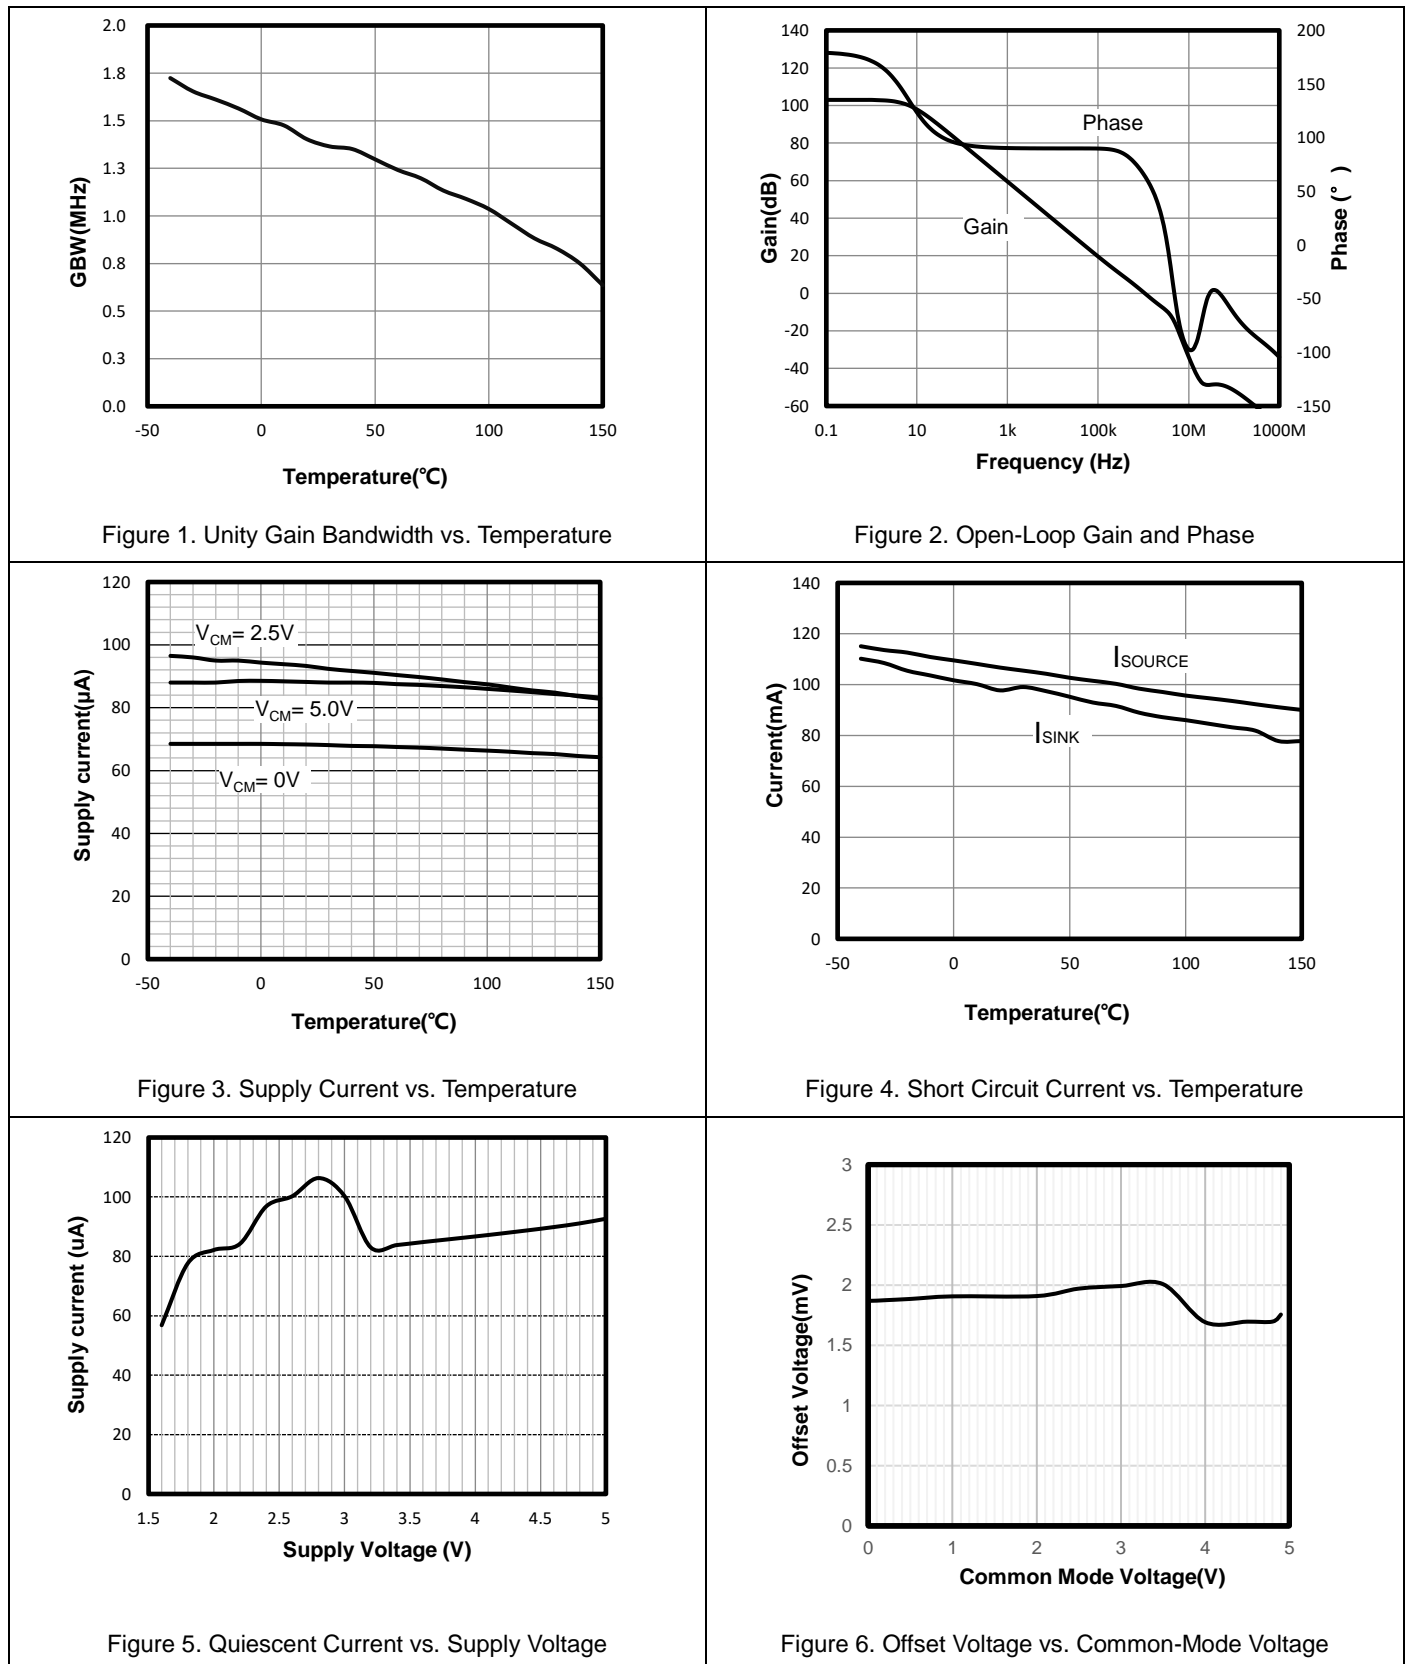 2.0
1.8
1.5
1.3
1.0
0.8
0.5
0.3
0.0
GBW(MHz)
-50 0 50 100 150
Temperature(℃)
Figure 1. Unity Gain Bandwidth vs. Temperature
140
120
100
80
60
40
20
0
-20
-40
-60
Gain(dB)
Phase
Gain
200
150
100
50
0
-50
-100
-150
Phase (°)
0.1 10 1k 100k 10M 1000M
Frequency (Hz)
Figure 2. Open-Loop Gain and Phase
120
100
80
60
40
20
0
Supply current(μA)
VCM= 2.5V
VCM= 5.0V
VCM= 0V
-50 0 50 100 150
Temperature(℃)
Figure 3. Supply Current vs. Temperature
140
120
100
80
60
40
20
0
Current(mA)
ISOURCE
ISINK
-50 0 50 100 150
Temperature(℃)
Figure 4. Short Circuit Current vs. Temperature
120
100
80
60
40
20
0
Supply current (uA)
1.5 2 2.5 3 3.5 4 4.5 5
Supply Voltage (V)
Figure 5. Quiescent Current vs. Supply Voltage
3
2.5
2
1.5
1
0.5
0
Offset Voltage(mV)
0 1 2 3 4 5
Common Mode Voltage(V)
Figure 6. Offset Voltage vs. Common-Mode Voltage